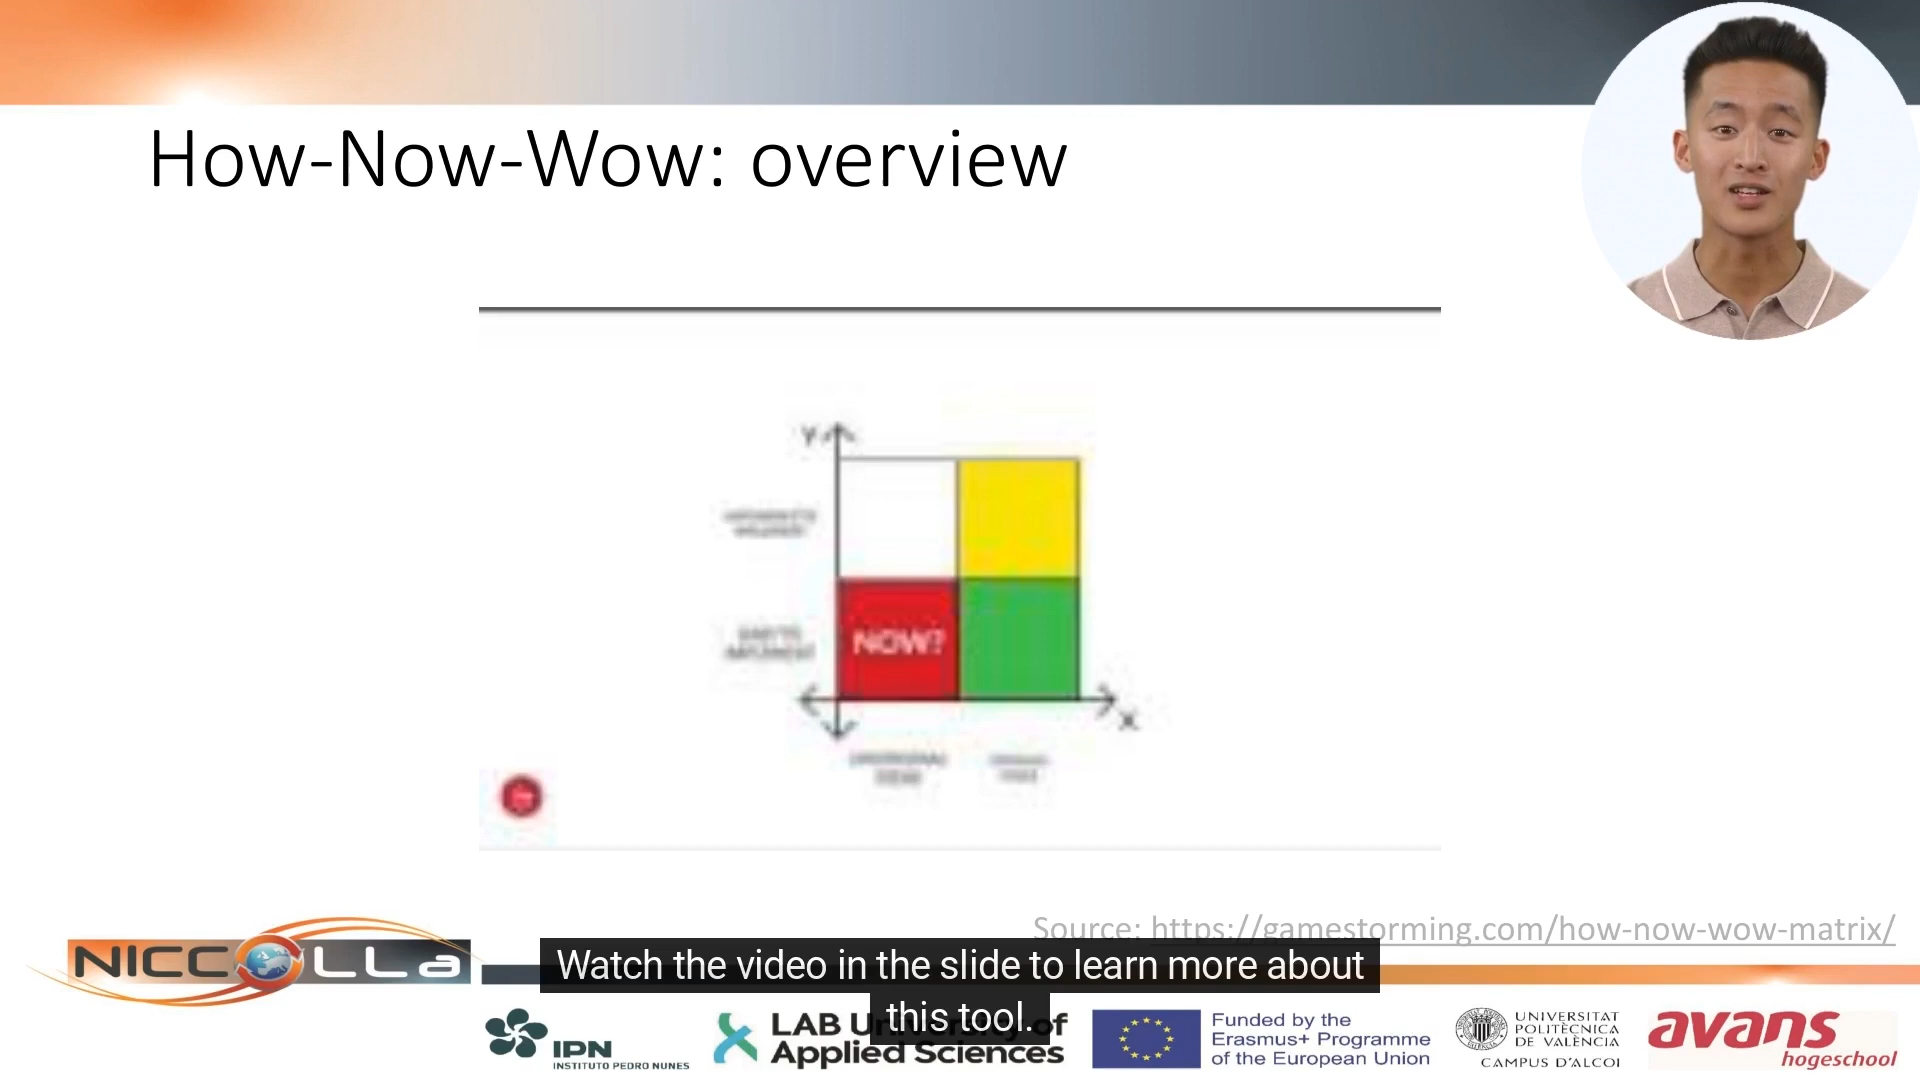 How-Now-Wow: overview
Y
NOW?
X
Source: https://gamestorming.com/how-now-wow-matrix/
NICCOLLa
Watch the video in the slide to learn more about
this tool.
IPN
INSTITUTO PEDRO NUNES
LAB University of
Applied Sciences
Funded by the
Erasmus+ Programme
of the European Union
UNIVERSITAT
POLITÈCNICA
DE VALÈNCIA
CAMPUS D'ALCOI
avans
hogeschool